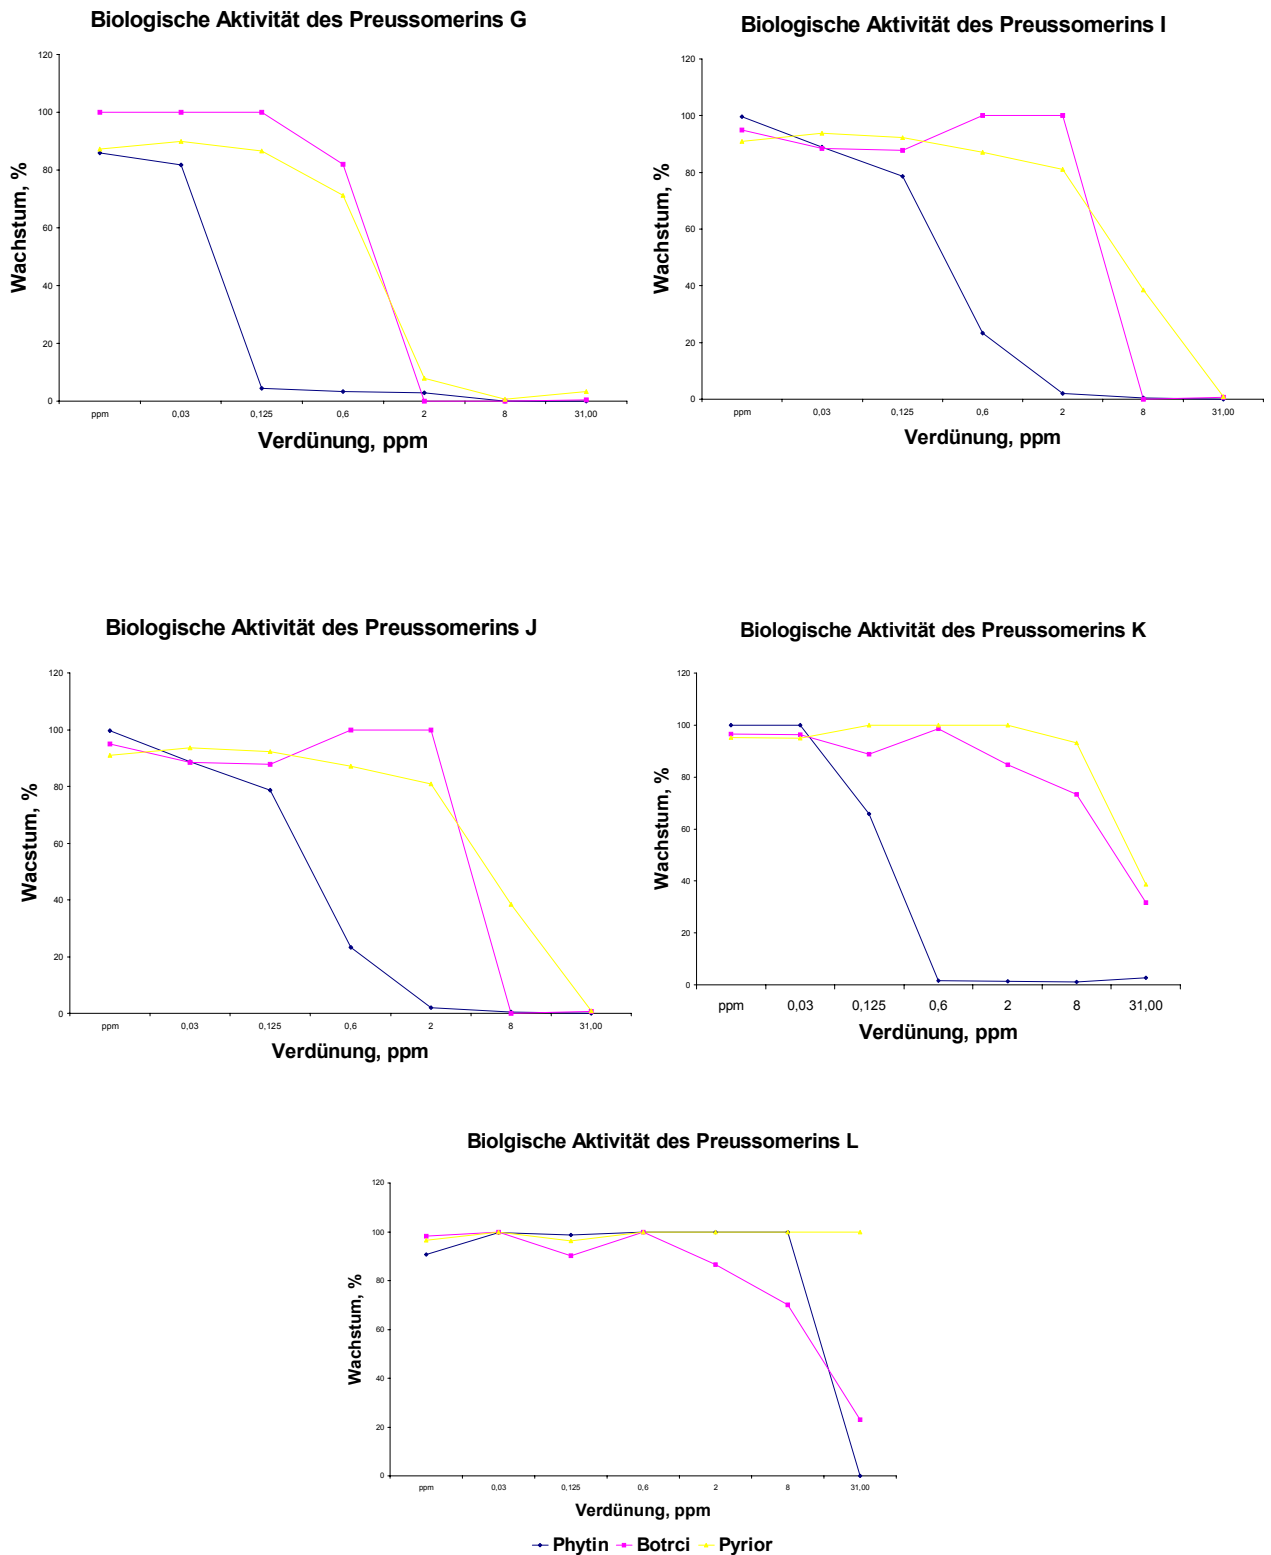 Biologische Aktivität des Preussomerins G
120
100
80
60
40
20
0
Wachstum, %
ppm 0,03 0,125 0,6 2 8 31,00
Verdünung, ppm
Biologische Aktivität des Preussomerins I
120
100
80
60
40
20
0
Wachstum, %
ppm 0,03 0,125 0,6 2 8 31,00
Verdünung, ppm
Biologische Aktivität des Preussomerins J
120
100
80
60
40
20
0
Wacstum, %
ppm 0,03 0,125 0,6 2 8 31,00
Verdünung, ppm
Biologische Aktivität des Preussomerins K
120
100
80
60
40
20
0
Wachstum, %
ppm 0,03 0,125 0,6 2 8 31,00
Verdünung, ppm
Biolgische Aktivität des Preussomerins L
120
100
80
60
40
20
0
Wachstum, %
ppm 0,03 0,125 0,6 2 8 31,00
Verdünung, ppm
Phytin Botrci Pyrior